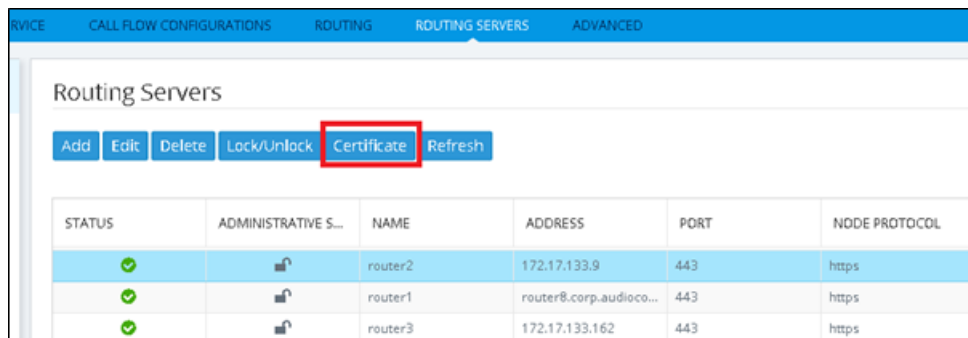 RVICE CALL FLOW CONFIGURATIONS ROUTING ROUTING SERVERS ADVANCED
Routing Servers
Add Edit Delete Lock/Unlock Certificate Refresh
STATUS ADMINISTRATIVE S... NAME ADDRESS PORT NODE PROTOCOL
router2 172.17.133.9 443 https
router1 router8.corp.audioco... 443 https
router3 172.17.133.162 443 https